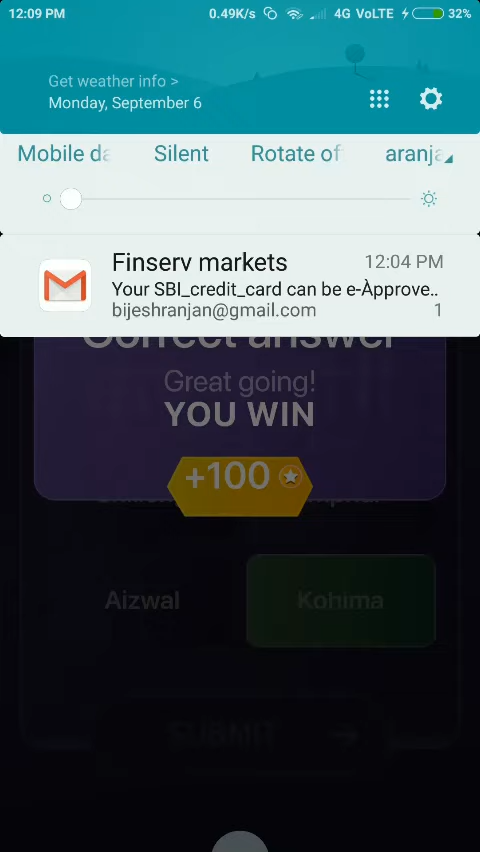 12:09 PM
0.49K/s
4G VoLTE
32%
Get weather info >
Monday, September 6
Mobile da
Silent
Rotate of
aranja
Finserv markets
12:04 PM
Your SBI_credit_card can be e-Àpprove..
bijeshranjan@gmail.com
1
Correct answer
Great going!
YOU WIN
+100
Aizwal
Kohima
SUBMIT